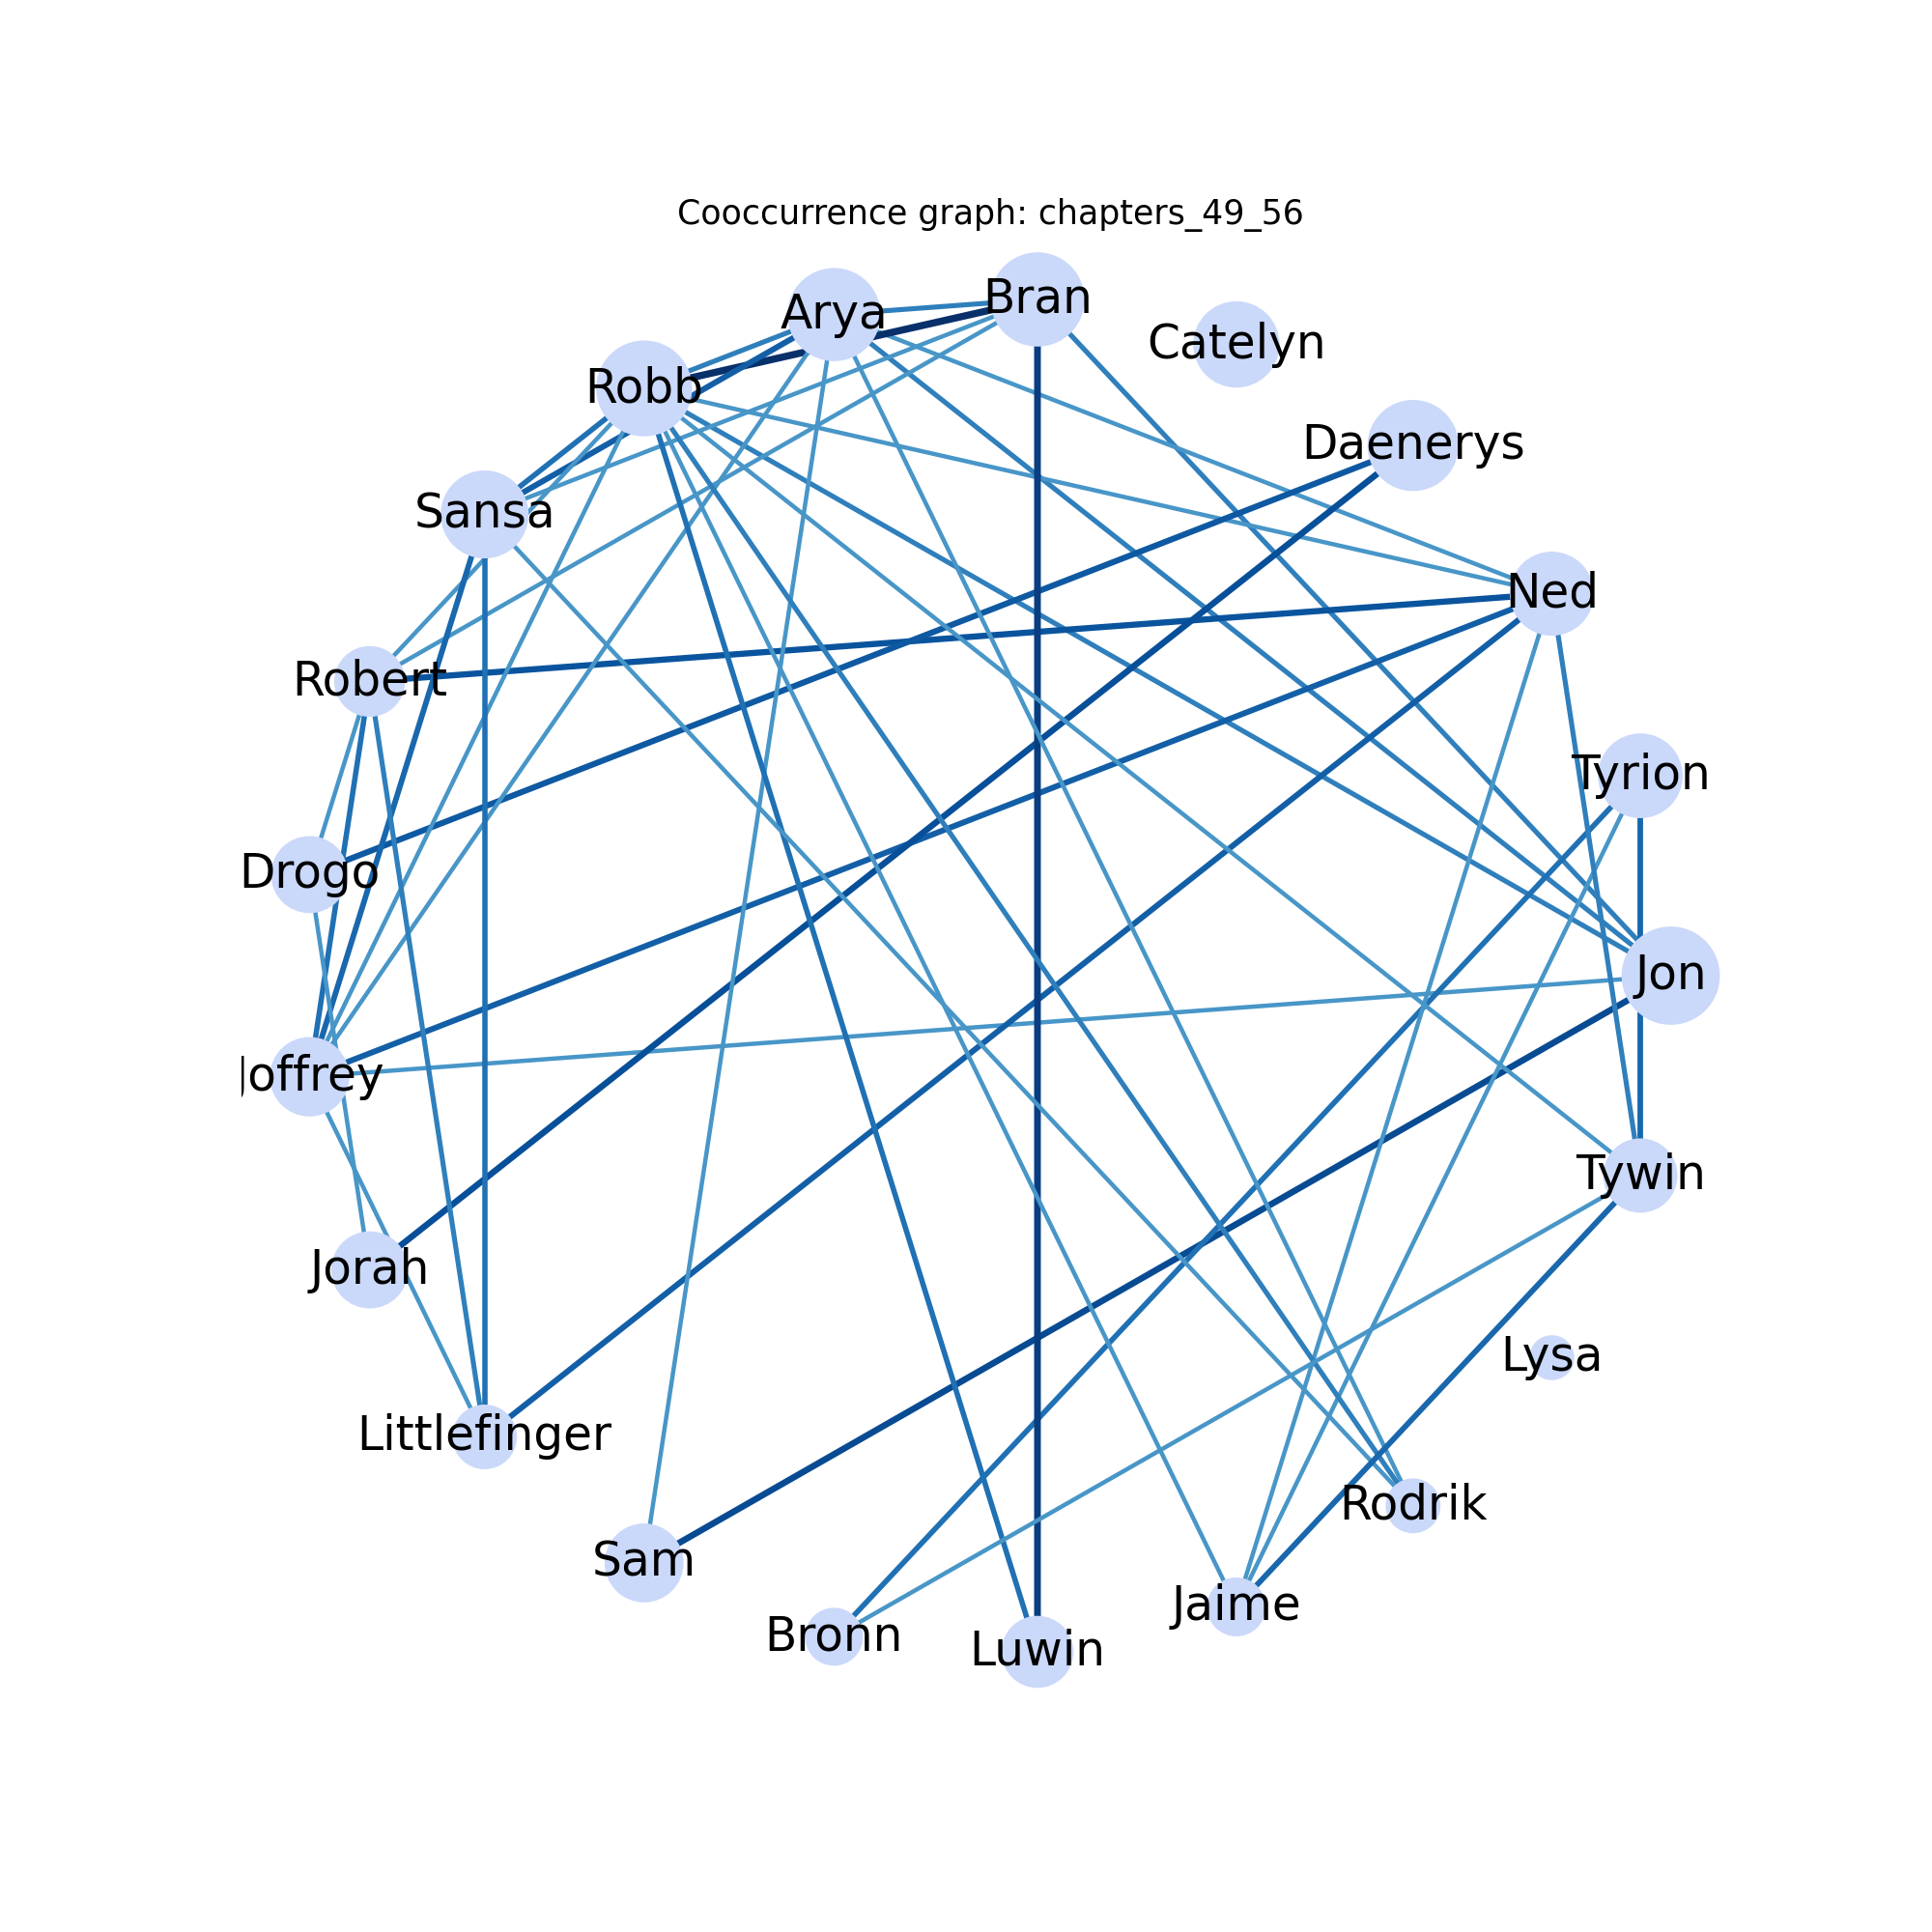 Cooccurrence graph: chapters_49_56
Bran
Arya
Catelyn
Robb
Daenerys
Sansa
Ned
Robert
Tyrion
Drogo
Jon
Joffrey
Tywin
Jorah
Lysa
Littlefinger
Rodrik
Sam
Jaime
Bronn
Luwin